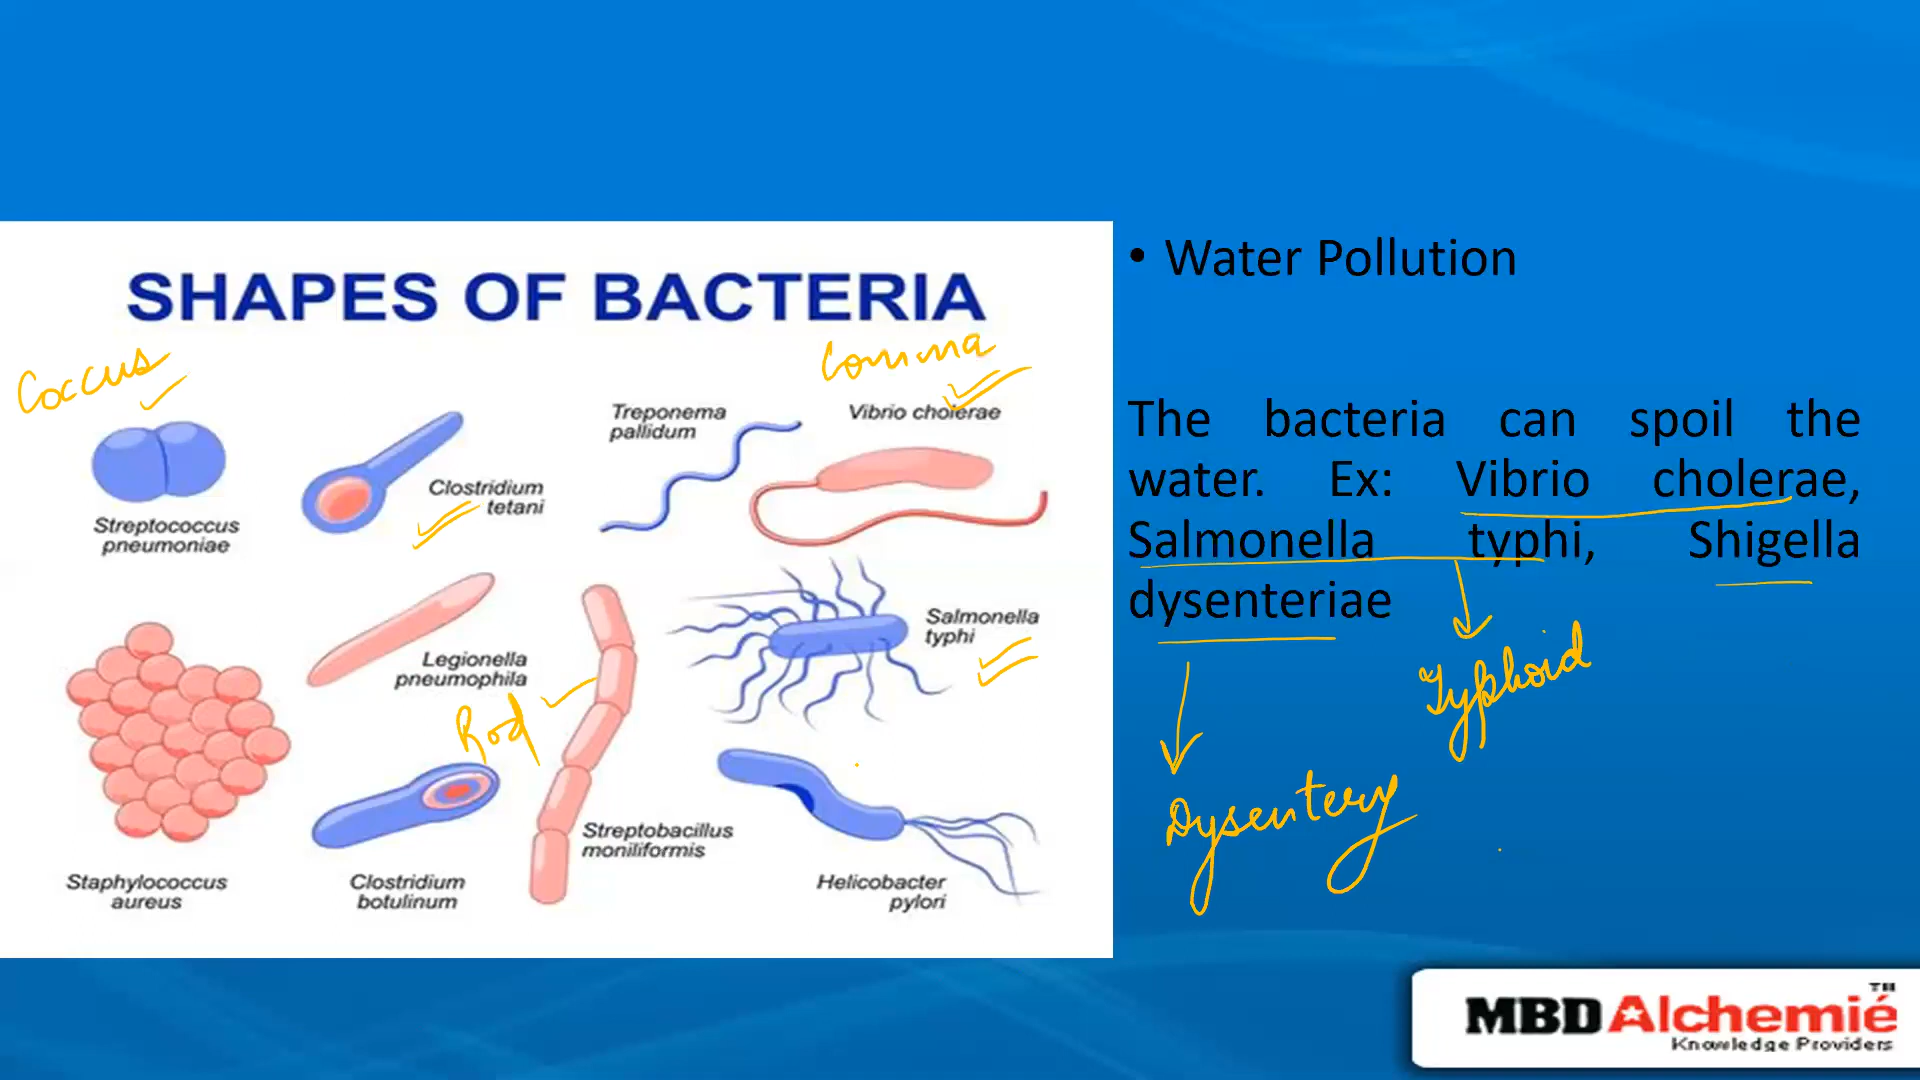 SHAPES OF BACTERIA
Coccus
Comma
Streptococcus
pneumoniae
Clostridium
tetani
Treponema
pallidum
Vibrio cholerae
Staphylococcus
aureus
Legionella
pneumophila
Rod
Clostridium
botulinum
Streptobacillus
moniliformis
Salmonella
typhi
Helicobacter
pylori
• Water Pollution
The bacteria can spoil the
water. Ex: Vibrio cholerae,
Salmonella typhi, Shigella
dysenteriae
Typhoid
Dysentery
MBD Alchemié TM
Knowledge Providers